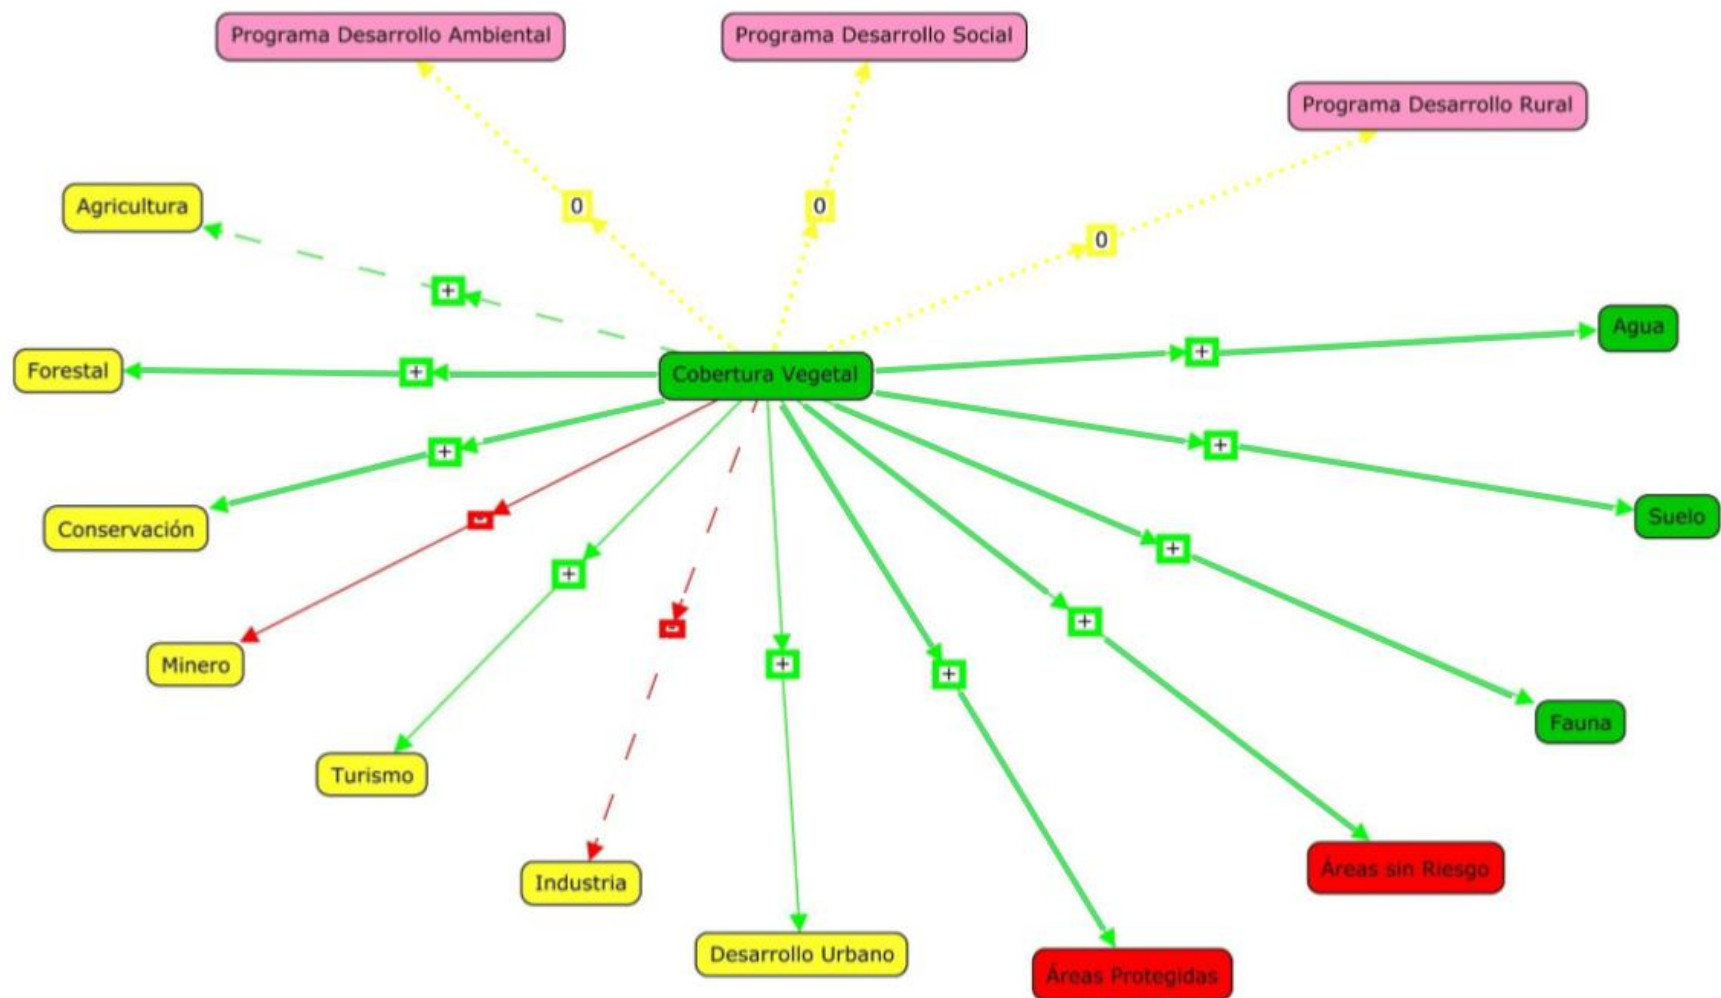 Programa Desarrollo Ambiental
Programa Desarrollo Social
Programa Desarrollo Rural
Agricultura
0
0
0
+
Agua
Forestal
+
Cobertura Vegetal
+
+
+
Suelo
Conservación
-
+
+
+
-
Minero
+
+
Fauna
Turismo
Industria
Áreas sin Riesgo
Desarrollo Urbano
Áreas Protegidas